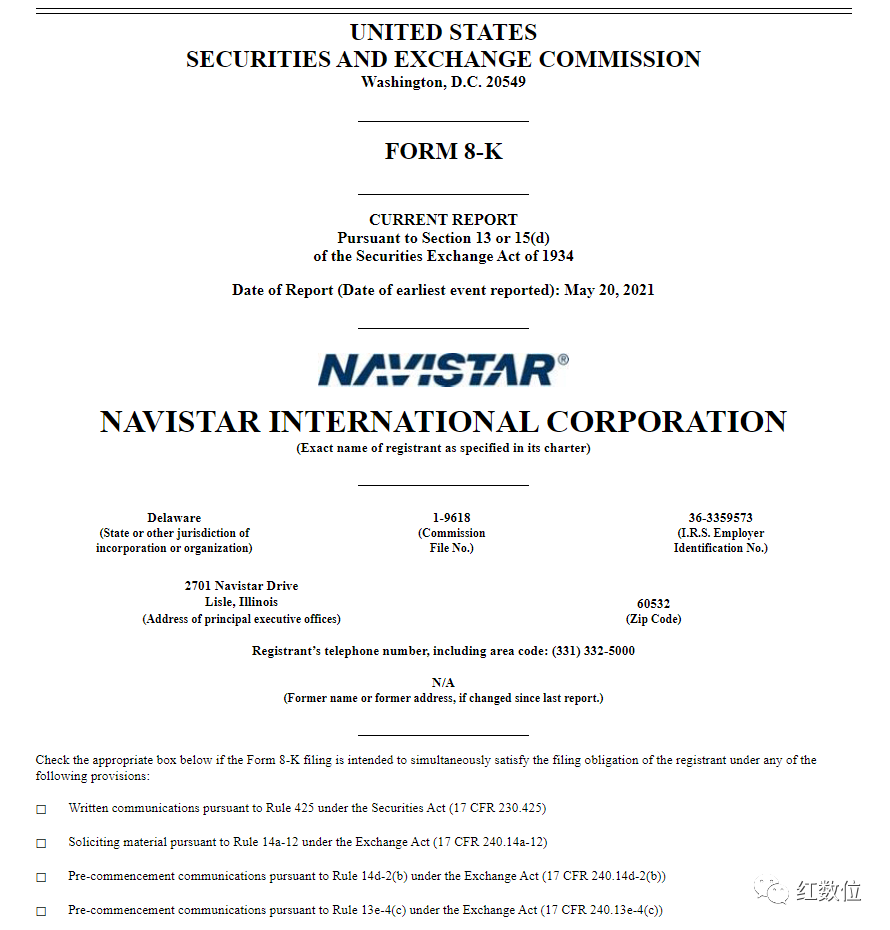 UNITED STATES
SECURITIES AND EXCHANGE COMMISSION
Washington, D.C. 20549
FORM 8-K
CURRENT REPORT
Pursuant to Section 13 or 15(d)
of the Securities Exchange Act of 1934
Date of Report (Date of earliest event reported): May 20, 2021
NAVISTAR®
NAVISTAR INTERNATIONAL CORPORATION
(Exact name of registrant as specified in its charter)
Delaware 1-9618 36-3359573
(State or other jurisdiction of (Commission (I.R.S. Employer
incorporation or organization) File No.) Identification No.)
2701 Navistar Drive
Lisle, Illinois 60532
(Address of principal executive offices) (Zip Code)
Registrant's telephone number, including area code: (331) 332-5000
N/A
(Former name or former address, if changed since last report.)
Check the appropriate box below if the Form 8-K filing is intended to simultaneously satisfy the filing obligation of the registrant under any of the
following provisions:
☐ Written communications pursuant to Rule 425 under the Securities Act (17 CFR 230.425)
☐ Soliciting material pursuant to Rule 14a-12 under the Exchange Act (17 CFR 240.14a-12)
☐ Pre-commencement communications pursuant to Rule 14d-2(b) under the Exchange Act (17 CFR 240.14d-2(b))
☐ Pre-commencement communications pursuant to Rule 13e-4(c) under the Exchange Act (17 CFR 240.13e-4(c))
红数位